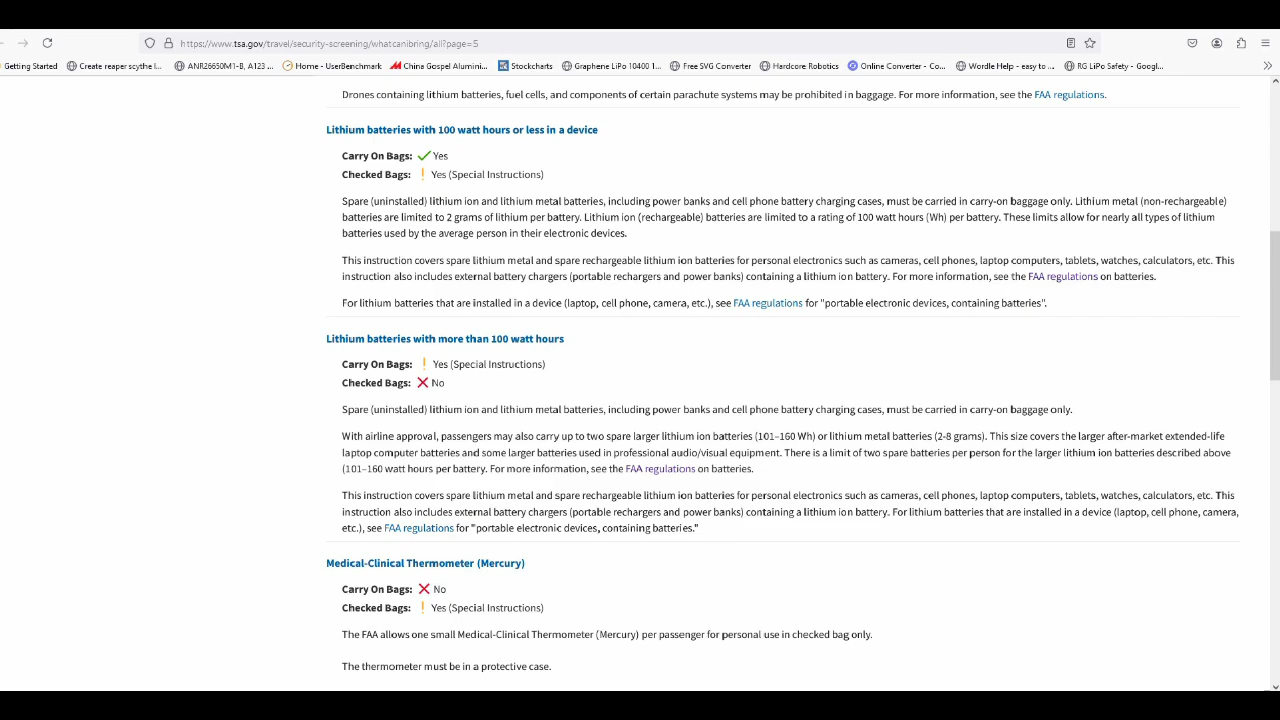 https://www.tsa.gov/travel/security-screening/whatcanibring/all?page=5
Getting Started Create reaper scythe l... ANR26650M1-B, A123 ... Home - UserBenchmark China Gospel Alumini... Stockcharts Graphene LiPo 10400 1... Free SVG Converter Hardcore Robotics Online Converter - Co... Wordle Help - easy to ... RG LiPo Safety - Googl...
Drones containing lithium batteries, fuel cells, and components of certain parachute systems may be prohibited in baggage. For more information, see the FAA regulations.
Lithium batteries with 100 watt hours or less in a device
Carry On Bags: Yes
Checked Bags: Yes (Special Instructions)
Spare (uninstalled) lithium ion and lithium metal batteries, including power banks and cell phone battery charging cases, must be carried in carry-on baggage only. Lithium metal (non-rechargeable)
batteries are limited to 2 grams of lithium per battery. Lithium ion (rechargeable) batteries are limited to a rating of 100 watt hours (Wh) per battery. These limits allow for nearly all types of lithium
batteries used by the average person in their electronic devices.
This instruction covers spare lithium metal and spare rechargeable lithium ion batteries for personal electronics such as cameras, cell phones, laptop computers, tablets, watches, calculators, etc. This
instruction also includes external battery chargers (portable rechargers and power banks) containing a lithium ion battery. For more information, see the FAA regulations on batteries.
For lithium batteries that are installed in a device (laptop, cell phone, camera, etc.), see FAA regulations for "portable electronic devices, containing batteries".
Lithium batteries with more than 100 watt hours
Carry On Bags: Yes (Special Instructions)
Checked Bags: No
Spare (uninstalled) lithium ion and lithium metal batteries, including power banks and cell phone battery charging cases, must be carried in carry-on baggage only.
With airline approval, passengers may also carry up to two spare larger lithium ion batteries (101–160 Wh) or lithium metal batteries (2-8 grams). This size covers the larger after-market extended-life
laptop computer batteries and some larger batteries used in professional audio/visual equipment. There is a limit of two spare batteries per person for the larger lithium ion batteries described above
(101–160 watt hours per battery. For more information, see the FAA regulations on batteries.
This instruction covers spare lithium metal and spare rechargeable lithium ion batteries for personal electronics such as cameras, cell phones, laptop computers, tablets, watches, calculators, etc. This
instruction also includes external battery chargers (portable rechargers and power banks) containing a lithium ion battery. For lithium batteries that are installed in a device (laptop, cell phone, camera,
etc.), see FAA regulations for "portable electronic devices, containing batteries."
Medical-Clinical Thermometer (Mercury)
Carry On Bags: No
Checked Bags: Yes (Special Instructions)
The FAA allows one small Medical-Clinical Thermometer (Mercury) per passenger for personal use in checked bag only.
The thermometer must be in a protective case.